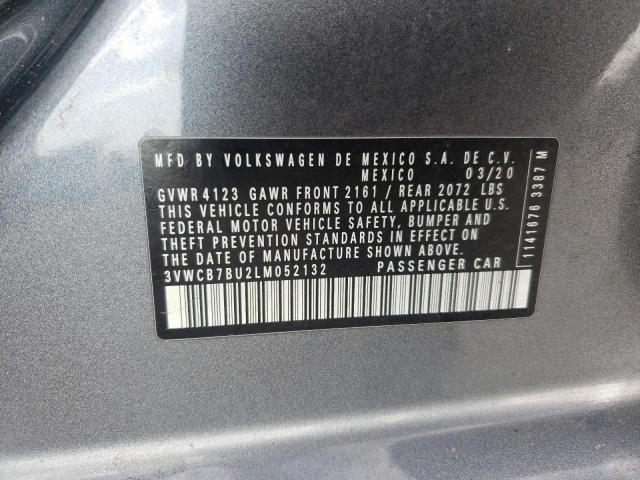 MFD BY VOLKSWAGEN DE MEXICO S.A. DE C.V.
MEXICO 03/20
GVWR 4123 GAWR FRONT 2161 / REAR 2072 LBS
THIS VEHICLE CONFORMS TO ALL APPLICABLE U.S.
FEDERAL MOTOR VEHICLE SAFETY, BUMPER AND
THEFT PREVENTION STANDARDS IN EFFECT ON
THE DATE OF MANUFACTURE SHOWN ABOVE.
3VWCB7BU2LM052132 PASSENGER CAR
1141676 3387 M